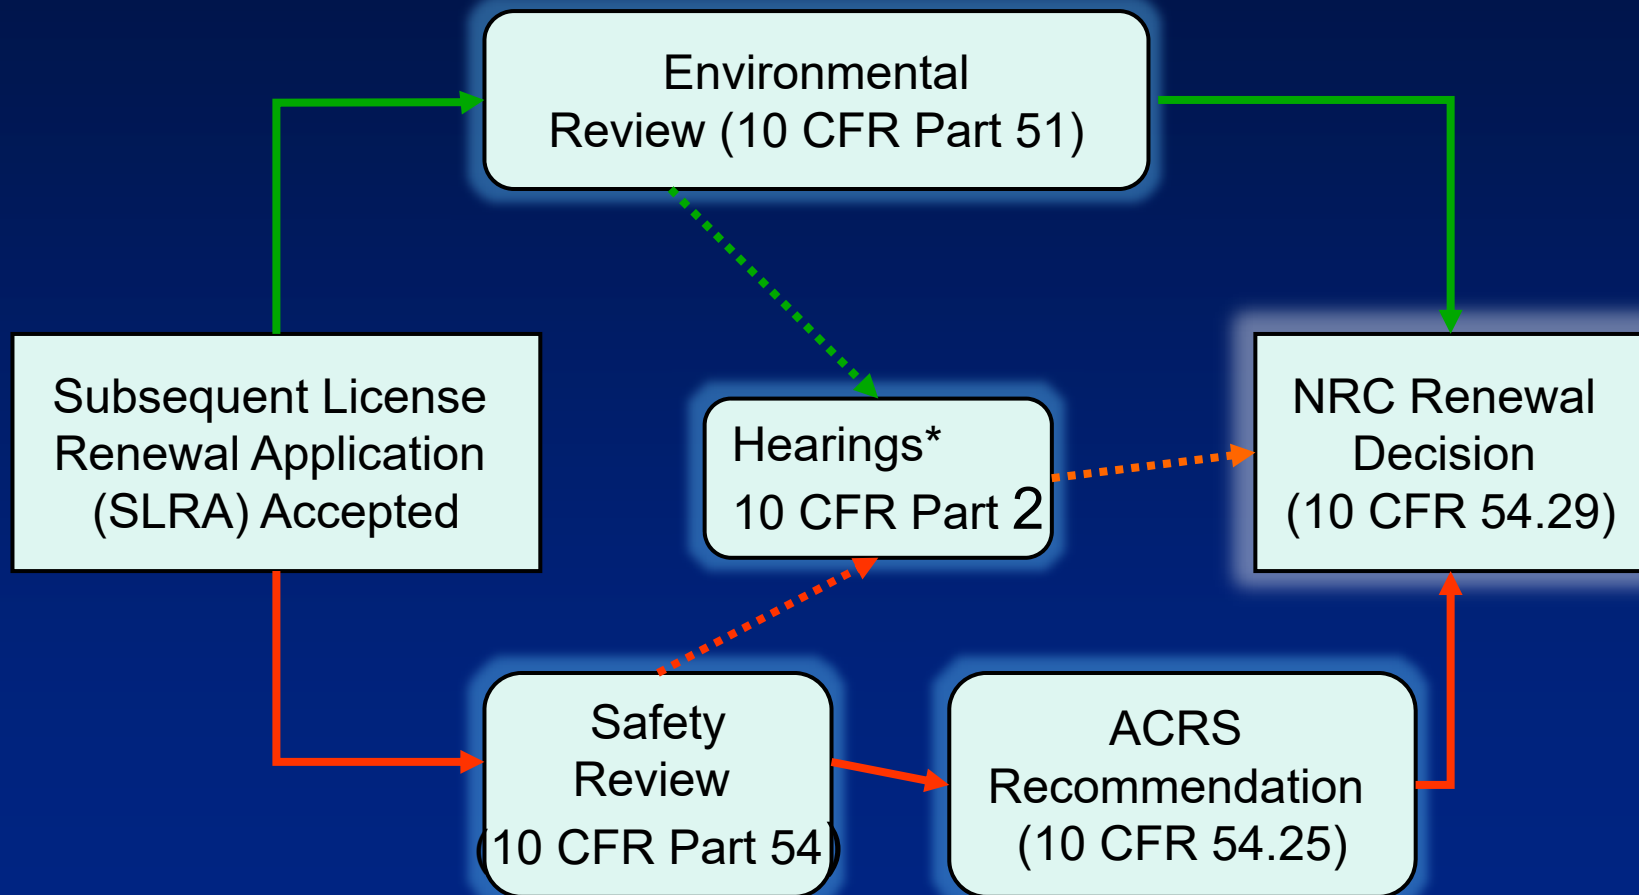 Environmental
Review (10 CFR Part 51)
Subsequent License
Renewal Application
(SLRA) Accepted
Hearings*
10 CFR Part 2
NRC Renewal
Decision
(10 CFR 54.29)
Safety
Review
(10 CFR Part 54)
ACRS
Recommendation
(10 CFR 54.25)